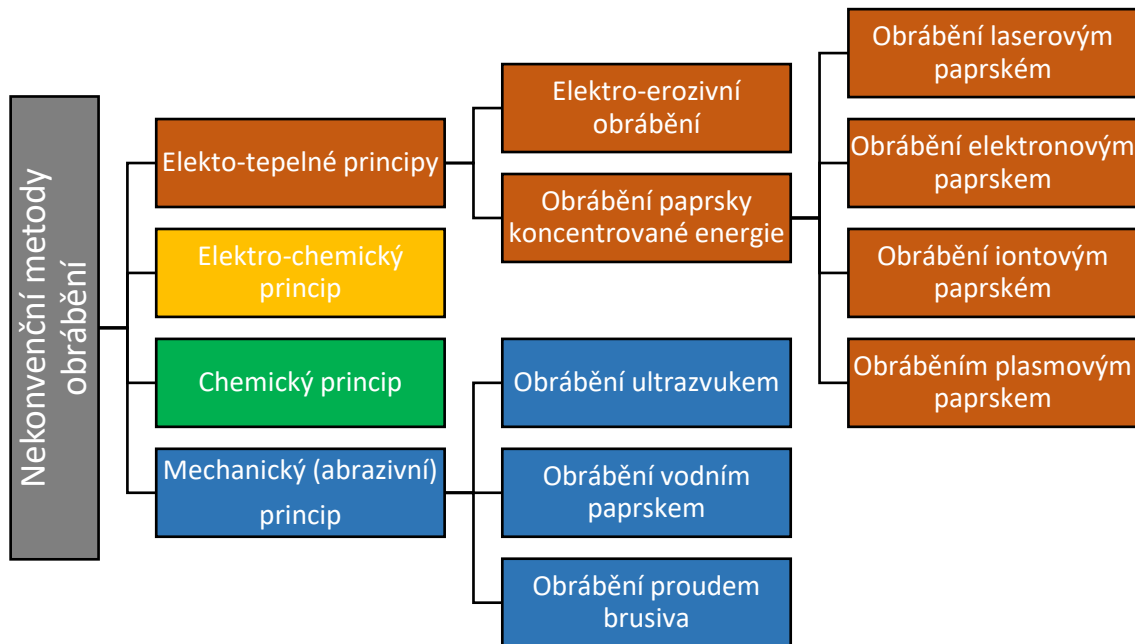 Nekonvenční metody
obrábění
Elekto-tepelné principy
Elektro-erozivní
obrábění
Obrábění paprsky
koncentrované energie
Obrábění laserovým
paprském
Obrábění elektronovým
paprskem
Obrábění iontovým
paprském
Obráběním plasmovým
paprskem
Elektro-chemický
princip
Chemický princip
Mechanický (abrazivní)
princip
Obrábění ultrazvukem
Obrábění vodním
paprskem
Obrábění proudem
brusiva